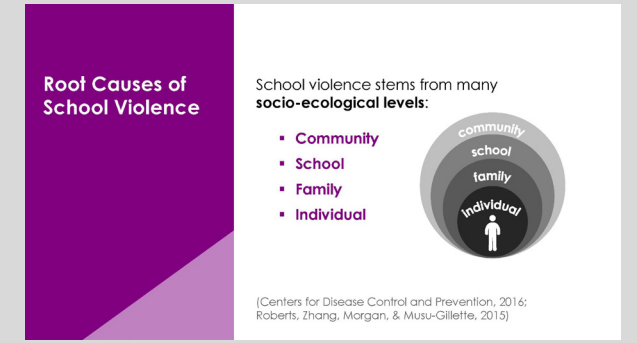 Root Causes of
School Violence
School violence stems from many
socio-ecological levels:
▪ Community
▪ School
▪ Family
▪ Individual
community
school
family
individual
(Centers for Disease Control and Prevention, 2016;
Roberts, Zhang, Morgan, & Musu-Gillette, 2015)